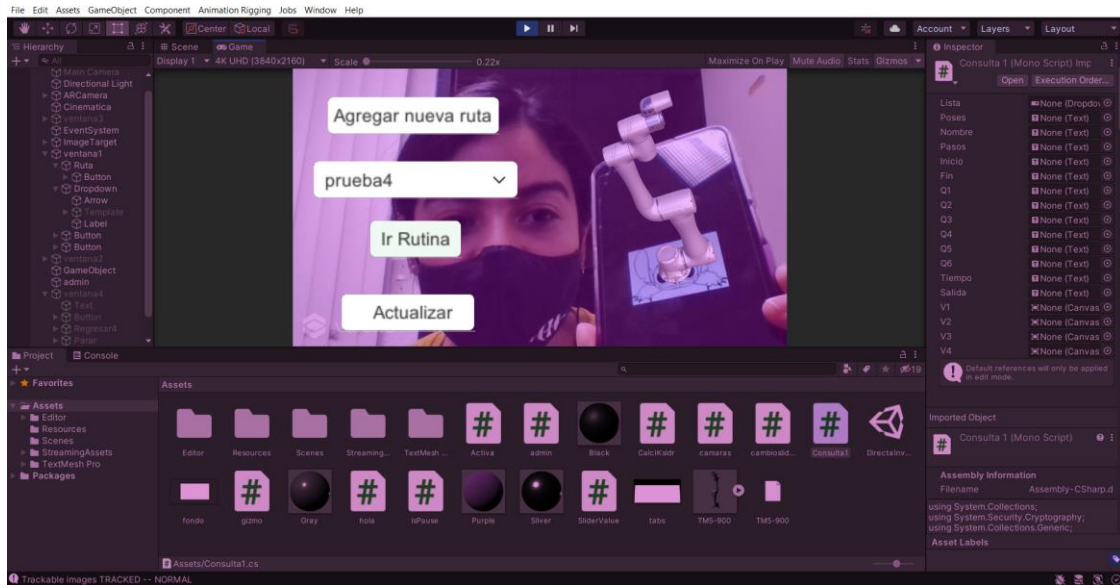 File Edit Assets GameObject Component Animation Rigging Jobs Window Help
Center Local
Account Layers Layout
Hierarchy
Scene Game
Inspector
All
Display 1 4K UHD (3840x2160) Scale 0.22x Maximize On Play Mute Audio Stats Gizmos
Main Camera
Directional Light
ARCamera
Cinematica
ventana3
EventSystem
ImageTarget
ventana1
Ruta
Button
Dropdown
Arrow
Template
Label
Button
Button
ventana2
GameObject
admin
ventana4
Text
Button
Regresar4
Parar
Agregar nueva ruta
prueba4
Ir Rutina
Actualizar
Consulta 1 (Mono Script) Imp
Open Execution Order...
Lista None (Dropdov
Poses None (Text)
Nombre None (Text)
Pasos None (Text)
Inicio None (Text)
Fin None (Text)
Q1 None (Text)
Q2 None (Text)
Q3 None (Text)
Q4 None (Text)
Q5 None (Text)
Q6 None (Text)
Tiempo None (Text)
Salida None (Text)
V1 None (Canvas
V2 None (Canvas
V3 None (Canvas
V4 None (Canvas
Default references will only be applied
in edit mode.
Imported Object
Consulta 1 (Mono Script)
Assembly Information
Filename Assembly-CSharp.d
using System.Collections;
using System.Security.Cryptography;
using System.Collections.Generic;
Asset Labels
Project Console
19
Favorites
Assets
Editor
Resources
Scenes
StreamingAssets
TextMesh Pro
Packages
Assets
Editor Resources Scenes Streaming... TextMesh ... Activa admin Black CalciKsldr camaras cambiosld... Consulta1 DirectaInv...
fondo gizmo Gray hola isPause Purple Silver SliderValue tabs TM5-900 TM5-900
Assets/Consulta1.cs
Trackable images TRACKED -- NORMAL